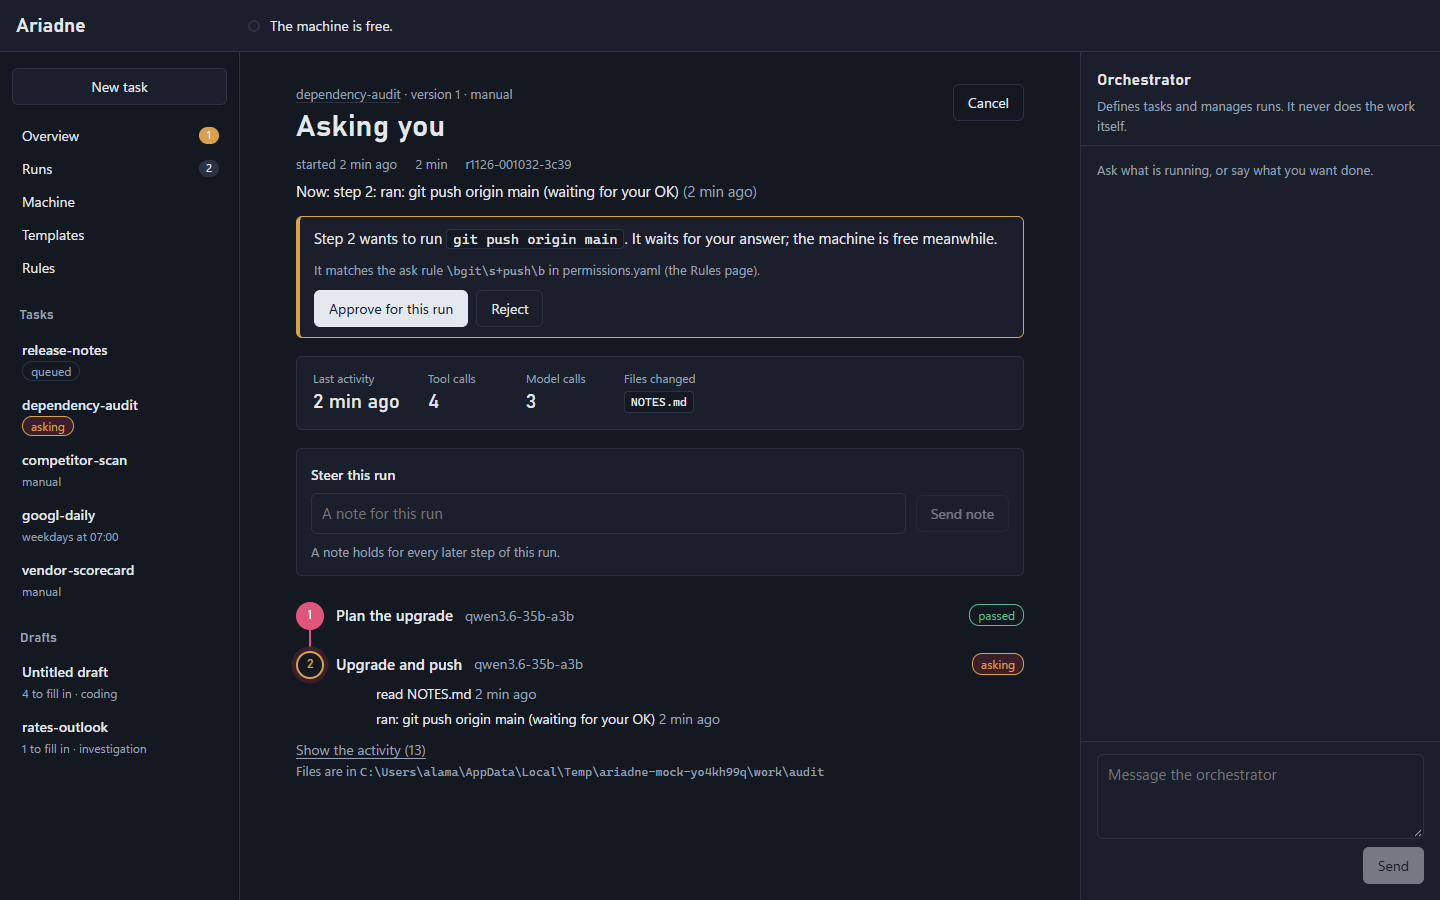 Ariadne
The machine is free.
New task
Overview 1
Runs 2
Machine
Templates
Rules
Tasks
release-notes
queued
dependency-audit
asking
competitor-scan
manual
googl-daily
weekdays at 07:00
vendor-scorecard
manual
Drafts
Untitled draft
4 to fill in · coding
rates-outlook
1 to fill in · investigation
dependency-audit · version 1 · manual
Asking you
Cancel
started 2 min ago 2 min r1126-001032-3c39
Now: step 2: ran: git push origin main (waiting for your OK) (2 min ago)
Step 2 wants to run git push origin main. It waits for your answer; the machine is free meanwhile.
It matches the ask rule \bgit\s+push\b in permissions.yaml (the Rules page).
Approve for this run Reject
Last activity Tool calls Model calls Files changed
2 min ago 4 3 NOTES.md
Steer this run
A note for this run Send note
A note holds for every later step of this run.
1 Plan the upgrade qwen3.6-35b-a3b passed
2 Upgrade and push qwen3.6-35b-a3b asking
read NOTES.md 2 min ago
ran: git push origin main (waiting for your OK) 2 min ago
Show the activity (13)
Files are in C:\Users\alama\AppData\Local\Temp\ariadne-mock-yo4kh99q\work\audit
Orchestrator
Defines tasks and manages runs. It never does the work
itself.
Ask what is running, or say what you want done.
Message the orchestrator
Send